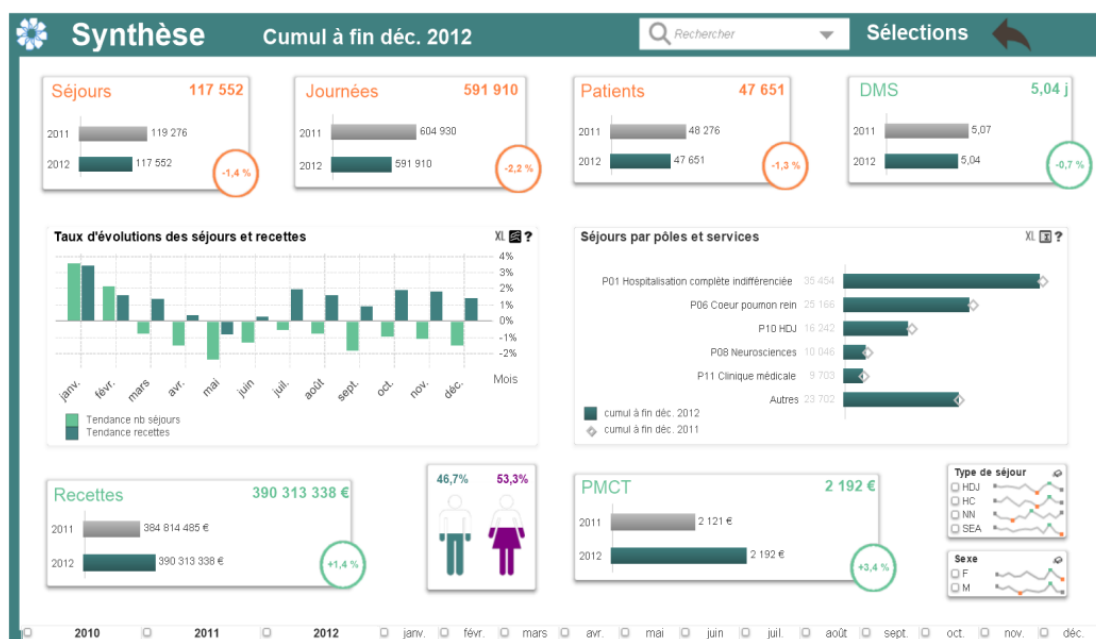 Synthèse
Cumul à fin déc. 2012
Rechercher
Sélections
Séjours 117 552
2011 119 276
2012 117 552
-1,4 %
Journées 591 910
2011 604 930
2012 591 910
-2,2 %
Patients 47 651
2011 48 276
2012 47 651
-1,3 %
DMS 5,04 j
2011 5,07
2012 5,04
-0,7 %
Taux d'évolutions des séjours et recettes XL ?
4%
3%
2%
1%
0%
-1%
-2%
janv. févr. mars avr. mai juin juil. août sept. oct. nov. déc.
Mois
Tendance nb séjours
Tendance recettes
Séjours par pôles et services XL ?
P01 Hospitalisation complète indifférenciée 35 454
P06 Coeur poumon rein 25 166
P10 HDJ 16 242
P08 Neurosciences 10 046
P11 Clinique médicale 9 703
Autres 23 702
cumul à fin déc. 2012
cumul à fin déc. 2011
Recettes 390 313 338 €
2011 384 814 485 €
2012 390 313 338 €
+1,4 %
46,7% 53,3%
PMCT 2 192 €
2011 2 121 €
2012 2 192 €
+3,4 %
Type de séjour
HDJ
HC
NN
SEA
Sexe
F
M
2010 2011 2012 janv. févr. mars avr. mai juin juil. août sept. oct. nov. déc.